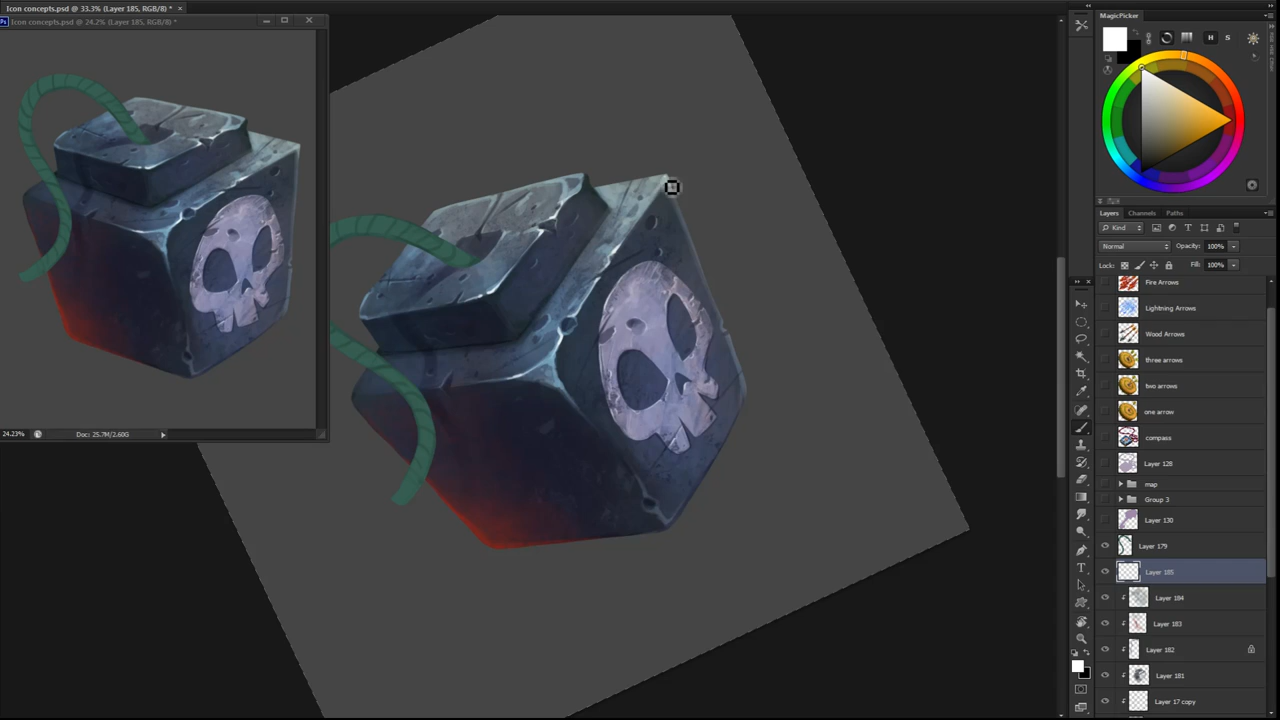 Icon concepts.psd @ 33.3% (Layer 185, RGB/8) * ×
Ps Icon concepts.psd @ 24.2% (Layer 185, RGB/8) *
24.23%
Doc: 25.7M/2.60G
MagicPicker
H
S
Layers
Channels
Paths
Kind
Normal
Opacity: 100%
Lock:
Fill: 100%
Fire Arrows
Lightning Arrows
Wood Arrows
three arrows
two arrows
one arrow
compass
Layer 128
map
Group 3
Layer 130
Layer 179
Layer 185
Layer 184
Layer 183
Layer 182
Layer 181
Layer 17 copy